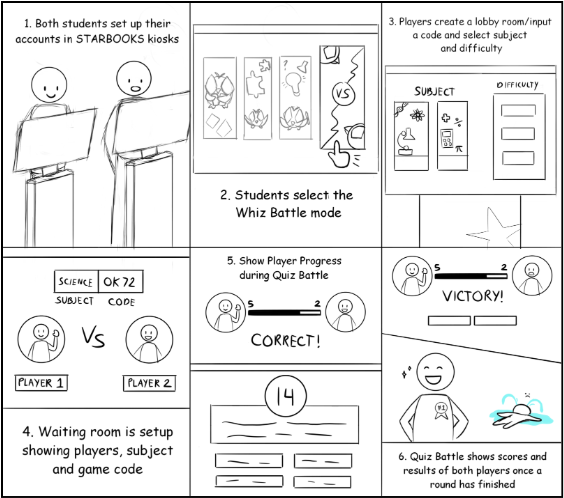 1. Both students set up their
accounts in STARBOOKS kiosks
VS
2. Students select the
Whiz Battle mode
3. Players create a lobby room/input
a code and select subject
and difficulty
SUBJECT
DIFFICULTY
+ %
π
SCIENCE OK72
SUBJECT CODE
VS
PLAYER 1
PLAYER 2
4. Waiting room is setup
showing players, subject
and game code
5. Show Player Progress
during Quiz Battle
5 2
CORRECT!
14
5 2
VICTORY!
#1
6. Quiz Battle shows scores and
results of both players once a
round has finished